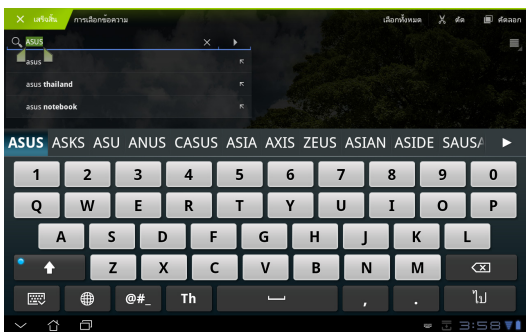 เสร็จสิ้น การเลือกข้อความ เลือกทั้งหมด ตัด คัดลอก
ASUS
asus
asus thailand
asus notebook
ASUS ASKS ASU ANUS CASUS ASIA AXIS ZEUS ASIAN ASIDE SAUSA
1 2 3 4 5 6 7 8 9 0
Q W E R T Y U I O P
A S D F G H J K L
Z X C V B N M
@#_ Th , . ไป
3:58